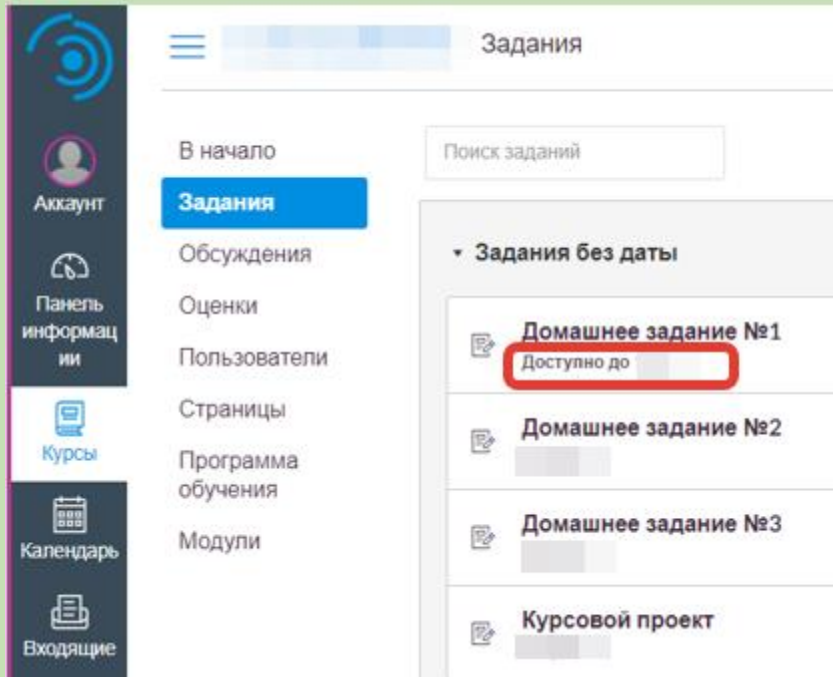 Задания
Аккаунт
Панель
информац
ии
Курсы
Календарь
Входящие
В начало
Задания
Обсуждения
Оценки
Пользователи
Страницы
Программа
обучения
Модули
Поиск заданий
Задания без даты
Домашнее задание №1
Доступно до
Домашнее задание №2
Домашнее задание №3
Курсовой проект